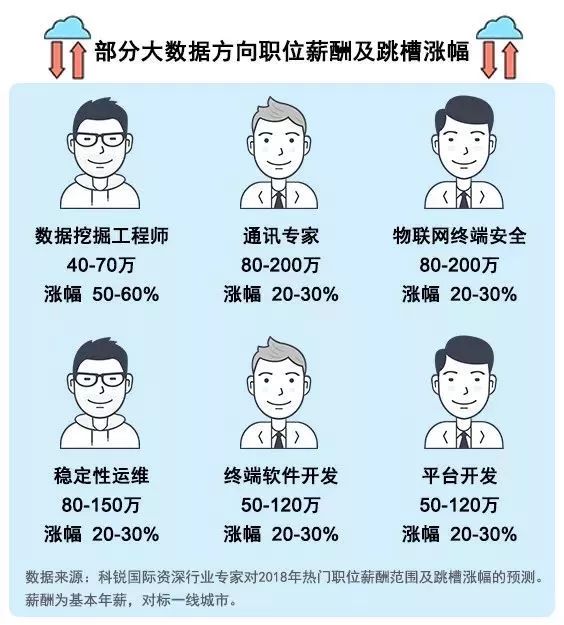 部分大数据方向职位薪酬及跳槽涨幅
数据挖掘工程师
40-70万
涨幅 50-60%
通讯专家
80-200万
涨幅 20-30%
物联网终端安全
80-200万
涨幅 20-30%
稳定性运维
80-150万
涨幅 20-30%
终端软件开发
50-120万
涨幅 20-30%
平台开发
50-120万
涨幅 20-30%
数据来源：科锐国际资深行业专家对2018年热门职位薪酬范围及跳槽涨幅的预测。
薪酬为基本年薪，对标一线城市。